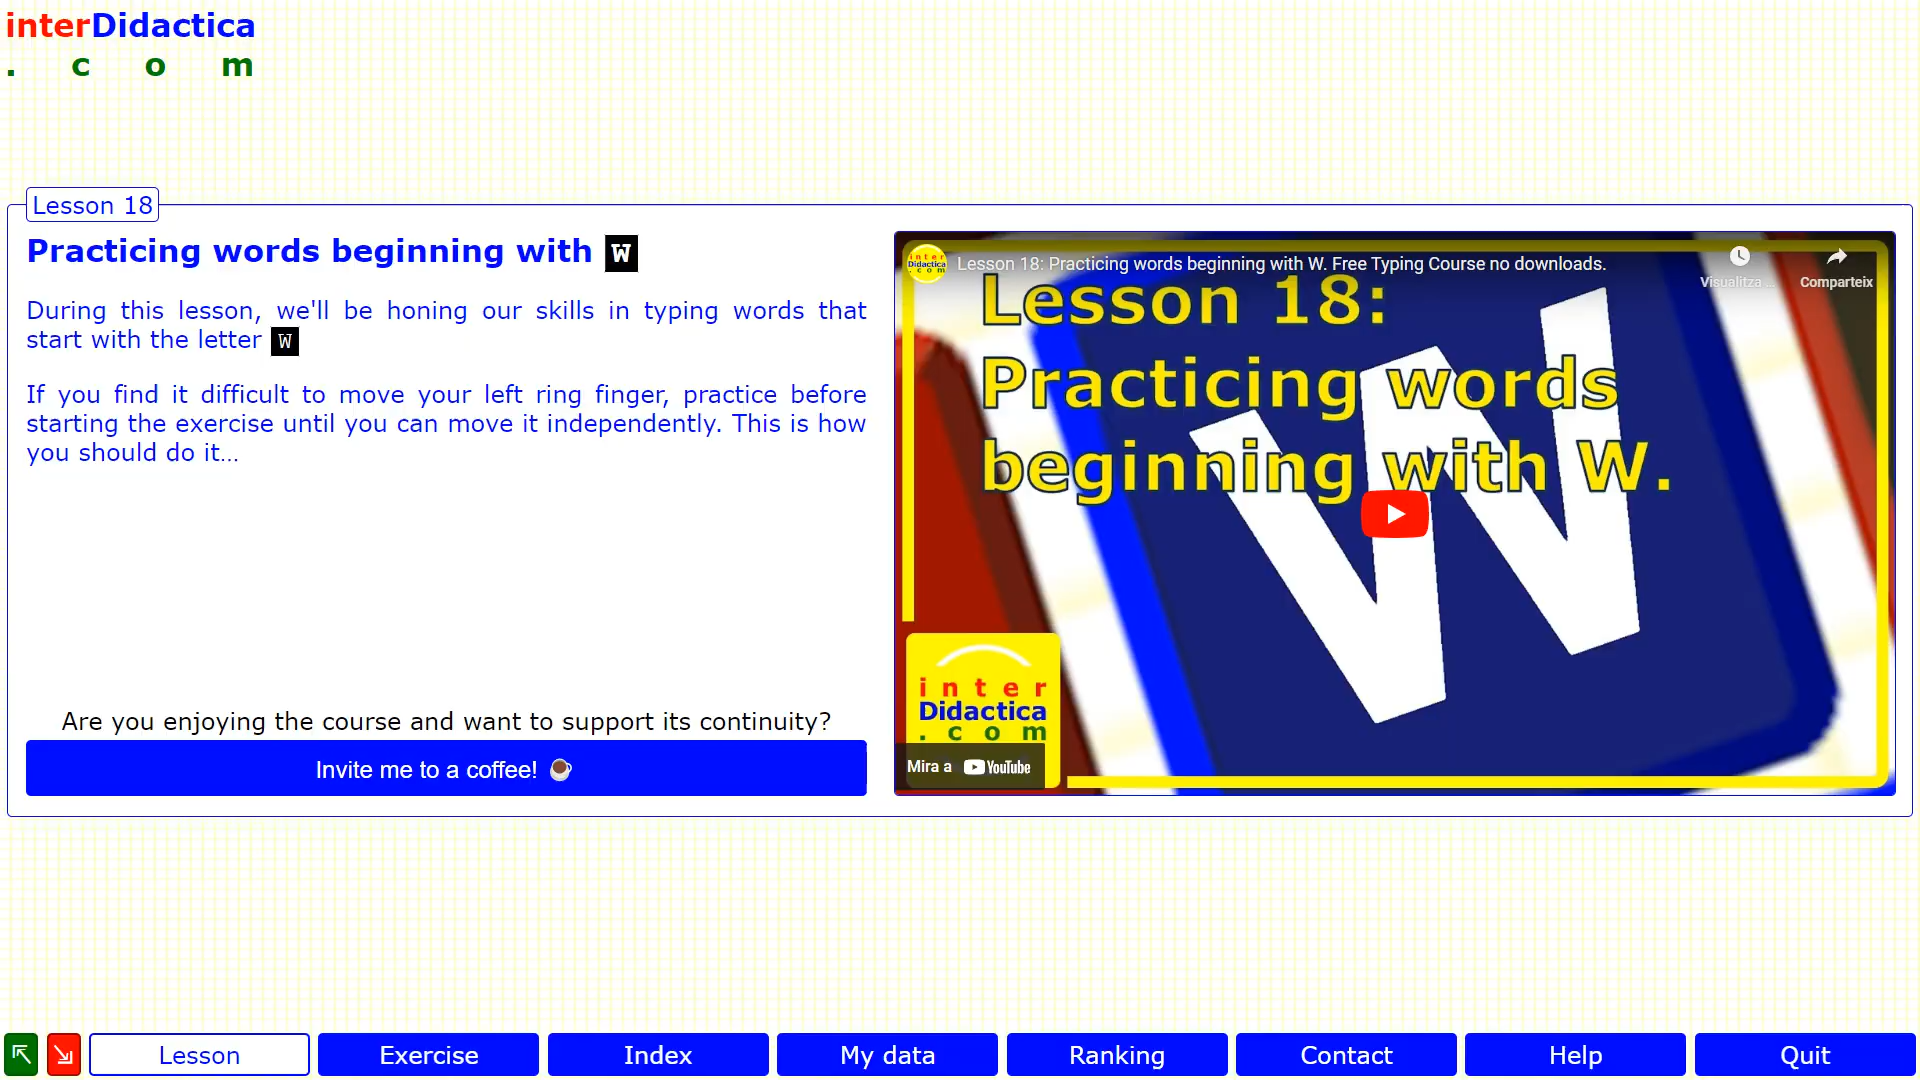 interDidactica
. c o m
Lesson 18
Practicing words beginning with W
During this lesson, we'll be honing our skills in typing words that
start with the letter W
If you find it difficult to move your left ring finger, practice before
starting the exercise until you can move it independently. This is how
you should do it...
Are you enjoying the course and want to support its continuity?
Invite me to a coffee!
inter
Didactica
.com
Lesson 18: Practicing words beginning with W. Free Typing Course no downloads.
Visualitza ...
Comparteix
Lesson 18:
Practicing words
beginning with W.
W
inter
Didactica
. c o m
Mira a YouTube
Lesson
Exercise
Index
My data
Ranking
Contact
Help
Quit